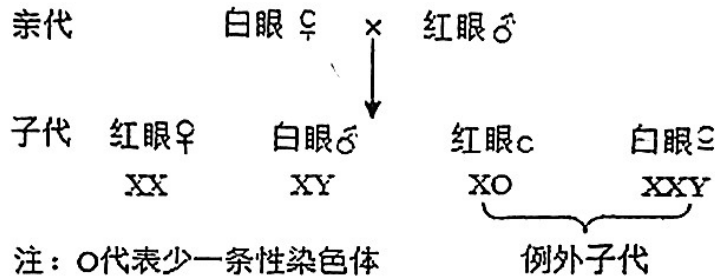 亲代 白眼♀ × 红眼♂
子代 红眼♀ 白眼♂ 红眼c 白眼♀
XX XY XO XXY
注：O代表少一条性染色体 例外子代